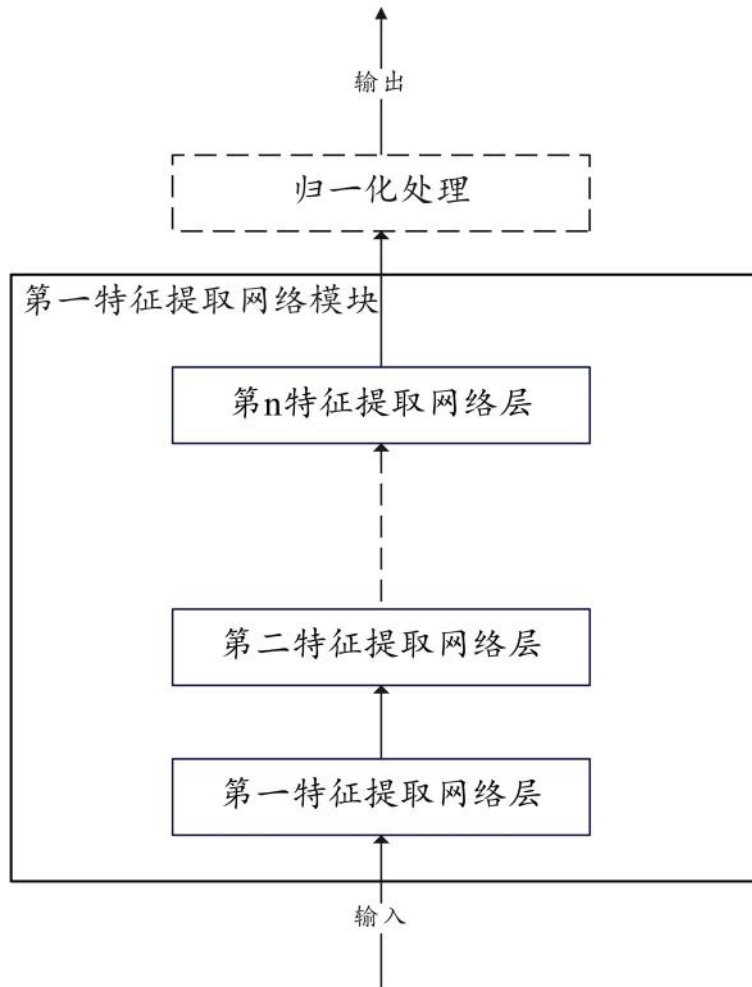 输出
归一化处理
第一特征提取网络模块
第n特征提取网络层
第二特征提取网络层
第一特征提取网络层
输入